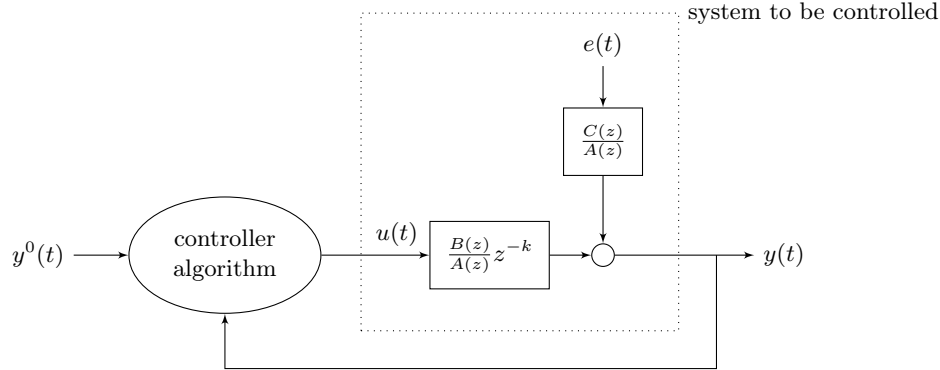 system to be controlled
e(t)
C(z)
A(z)
y⁰(t)
controller
algorithm
u(t)
B(z)
A(z) z⁻ᵏ
y(t)